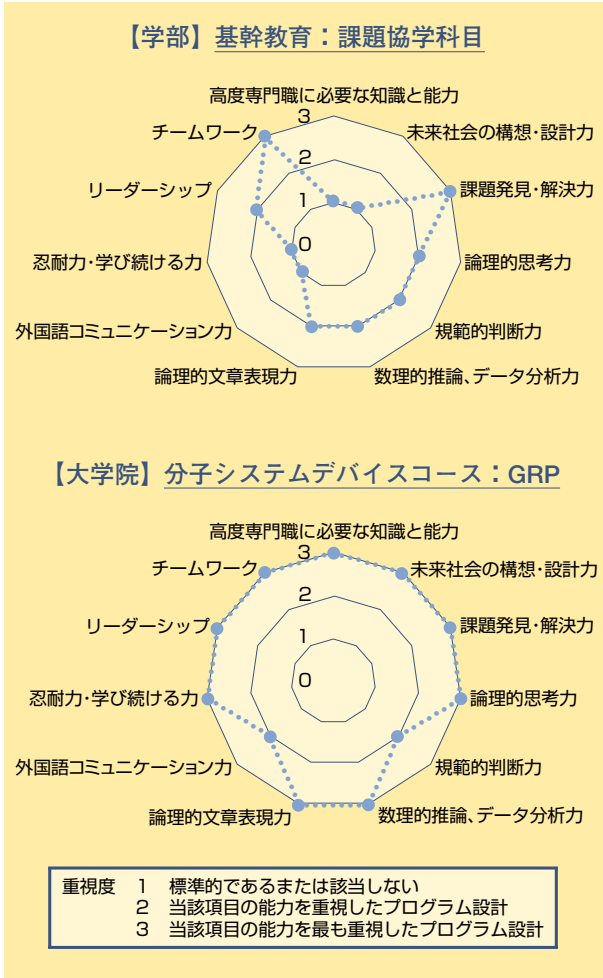 【学部】基幹教育：課題協学科目
高度専門職に必要な知識と能力
3
チームワーク
未来社会の構想・設計力
2
リーダーシップ
課題発見・解決力
1
0
忍耐力・学び続ける力
論理的思考力
外国語コミュニケーション力
規範的判断力
論理的文章表現力
数理的推論、データ分析力
【大学院】分子システムデバイスコース：GRP
高度専門職に必要な知識と能力
3
チームワーク
未来社会の構想・設計力
2
リーダーシップ
課題発見・解決力
1
0
忍耐力・学び続ける力
論理的思考力
外国語コミュニケーション力
規範的判断力
論理的文章表現力
数理的推論、データ分析力
重視度 1 標準的であるまたは該当しない
2 当該項目の能力を重視したプログラム設計
3 当該項目の能力を最も重視したプログラム設計